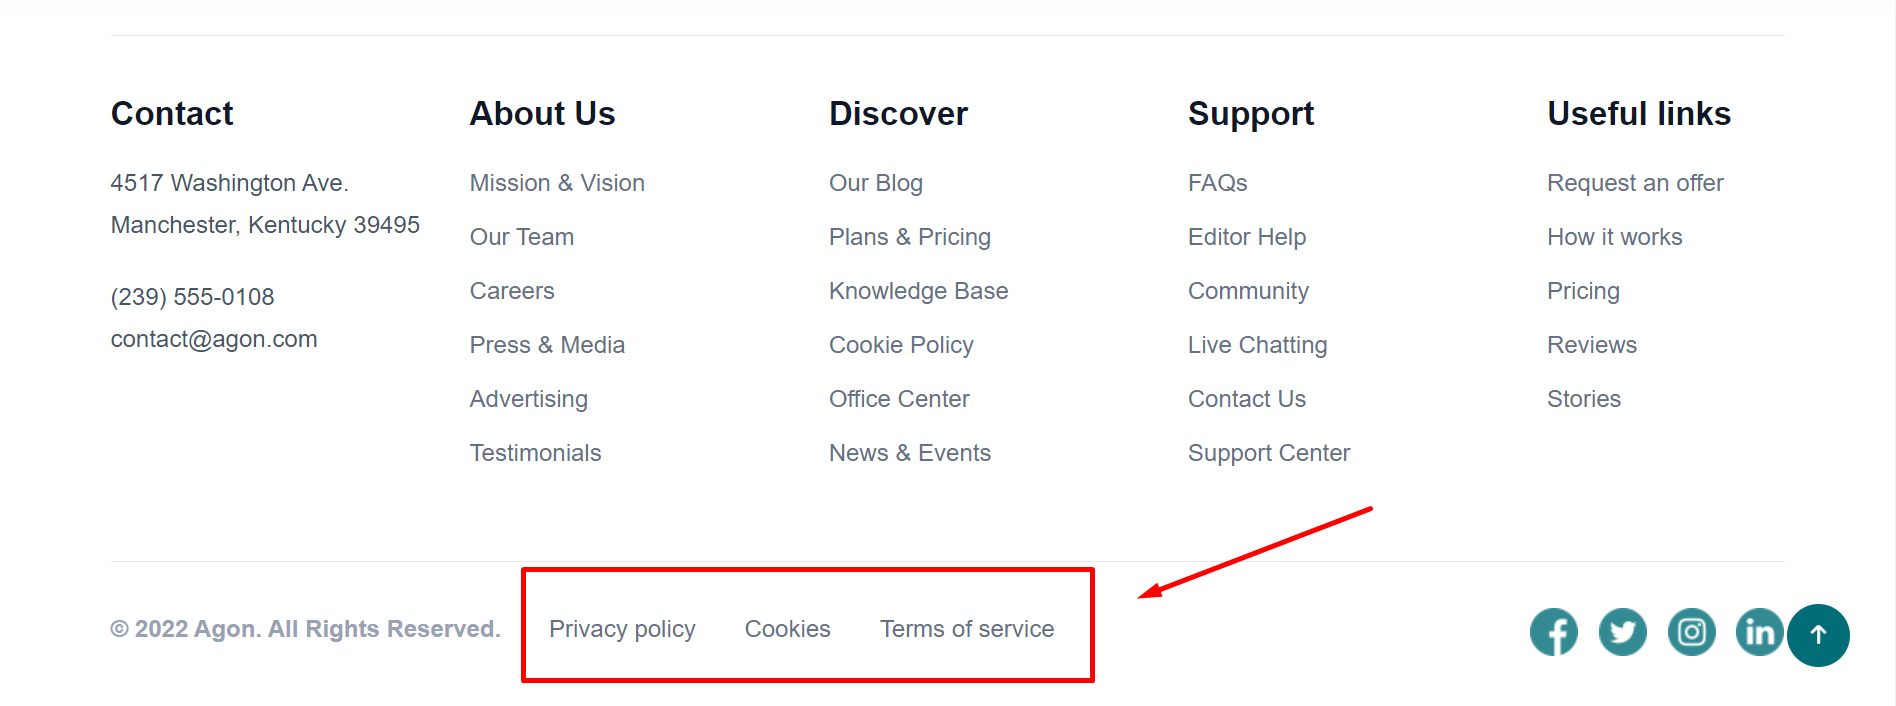 Contact
4517 Washington Ave.
Manchester, Kentucky 39495
(239) 555-0108
contact@agon.com
About Us
Mission & Vision
Our Team
Careers
Press & Media
Advertising
Testimonials
Discover
Our Blog
Plans & Pricing
Knowledge Base
Cookie Policy
Office Center
News & Events
Support
FAQs
Editor Help
Community
Live Chatting
Contact Us
Support Center
Useful links
Request an offer
How it works
Pricing
Reviews
Stories
© 2022 Agon. All Rights Reserved.
Privacy policy
Cookies
Terms of service